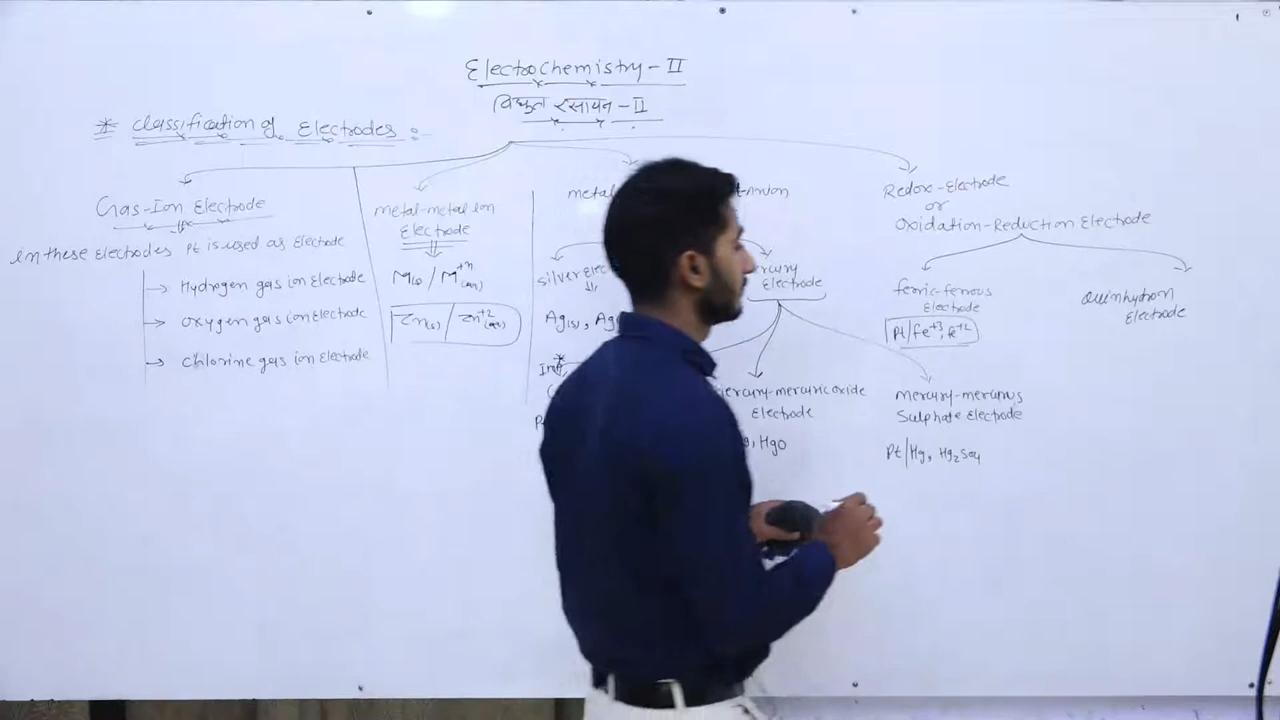 Electrochemistry - II
विद्युत रसायन - II
* Classification of Electrodes :-
Gas-Ion Electrode
in these Electrodes Pt is used as Electrode
→ Hydrogen gas ion Electrode
→ Oxygen gas ion Electrode
→ Chlorine gas ion Electrode
metal-metal ion
Electrode
M(s) / M+n(aq)
Zn(s) / Zn+2(aq)
metal
Anion
Silver
Ag(s), Ag
Electrode
Mercury-mercuric oxide
Electrode
, HgO
mercury-mercurus
Sulphate Electrode
Pt/Hg, Hg2SO4
Redox-Electrode
or
Oxidation-Reduction Electrode
ferric-ferrous
Electrode
Pt/fe+3, fe+2
Quinhydron
Electrode